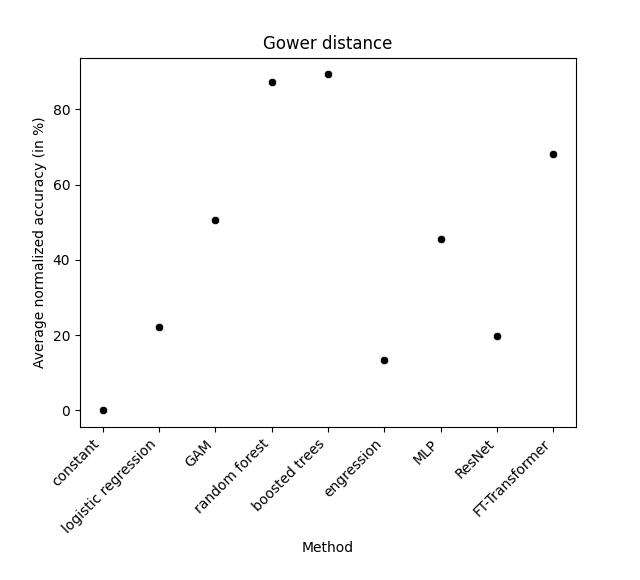 Gower distance
Average normalized accuracy (in %)
80
60
40
20
0
constant
logistic regression
GAM
random forest
boosted trees
engression
MLP
ResNet
FT-Transformer
Method